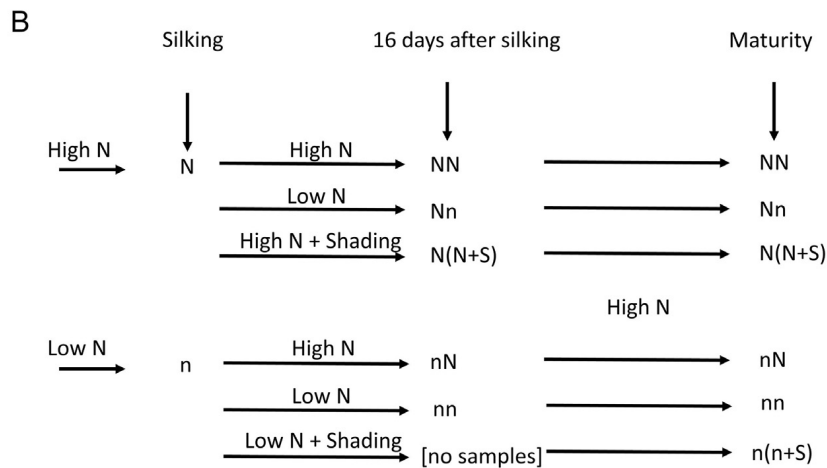 B
Silking 16 days after silking Maturity
High N N High N NN NN
Low N Nn Nn
High N + Shading N(N+S) N(N+S)
High N
Low N n High N nN nN
Low N nn nn
Low N + Shading [no samples] n(n+S)